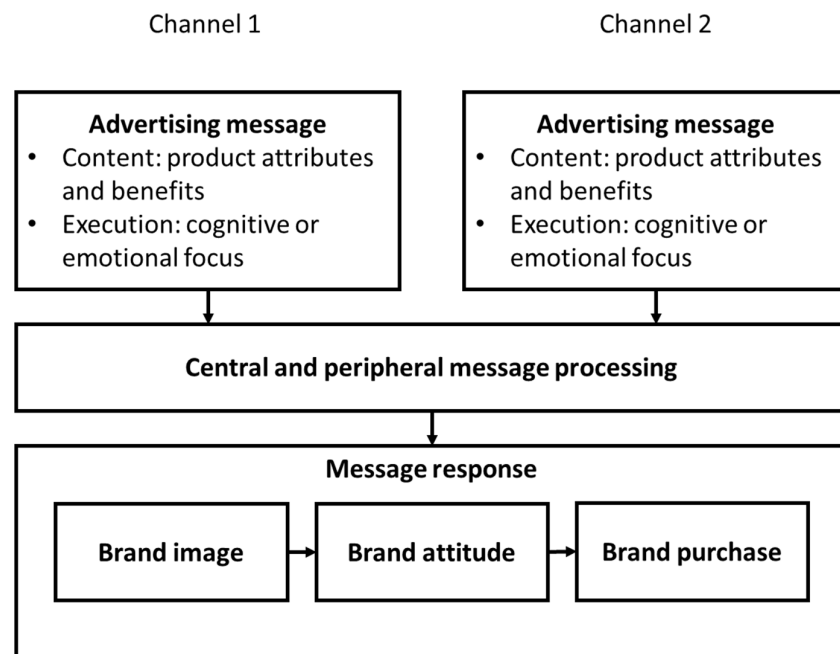 Channel 1
Channel 2
Advertising message
• Content: product attributes
and benefits
• Execution: cognitive or
emotional focus
Advertising message
• Content: product attributes
and benefits
• Execution: cognitive or
emotional focus
Central and peripheral message processing
Message response
Brand image
Brand attitude
Brand purchase